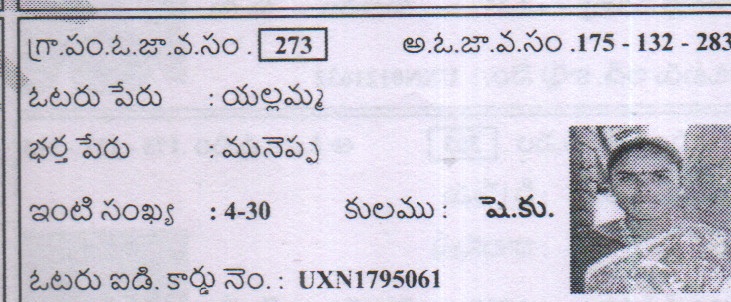 గ్రా.పం.ఓ.జా.వ.సం . 273 అ.ఓ.జా.వ.సం .175 - 132 - 283
ఓటరు పేరు : యల్లమ్మ
భర్త పేరు : మునెప్ప
ఇంటి సంఖ్య : 4-30 కులము : షె.కు.
ఓటరు ఐడి. కార్డు నెం. : UXN1795061